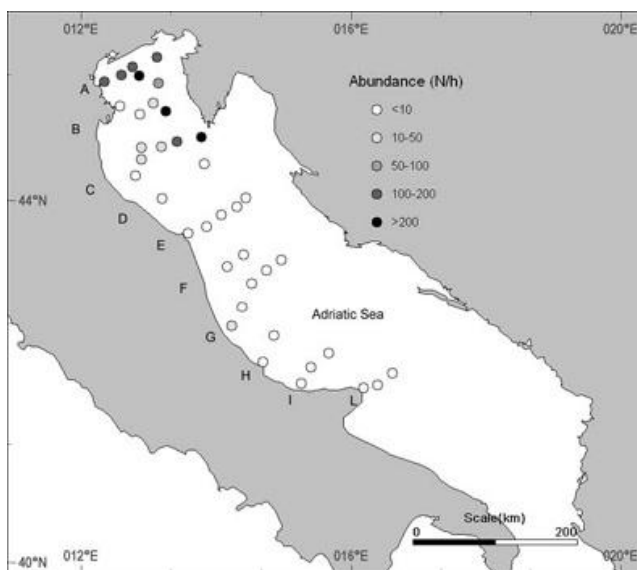 012°E 016°E 020°E
Abundance (N/h)
<10
10-50
50-100
100-200
>200
A
B
C
44°N
D
E
F
Adriatic Sea
G
H
I L
Scale(km)
0 200
40°N
012°E 016°E 020°E